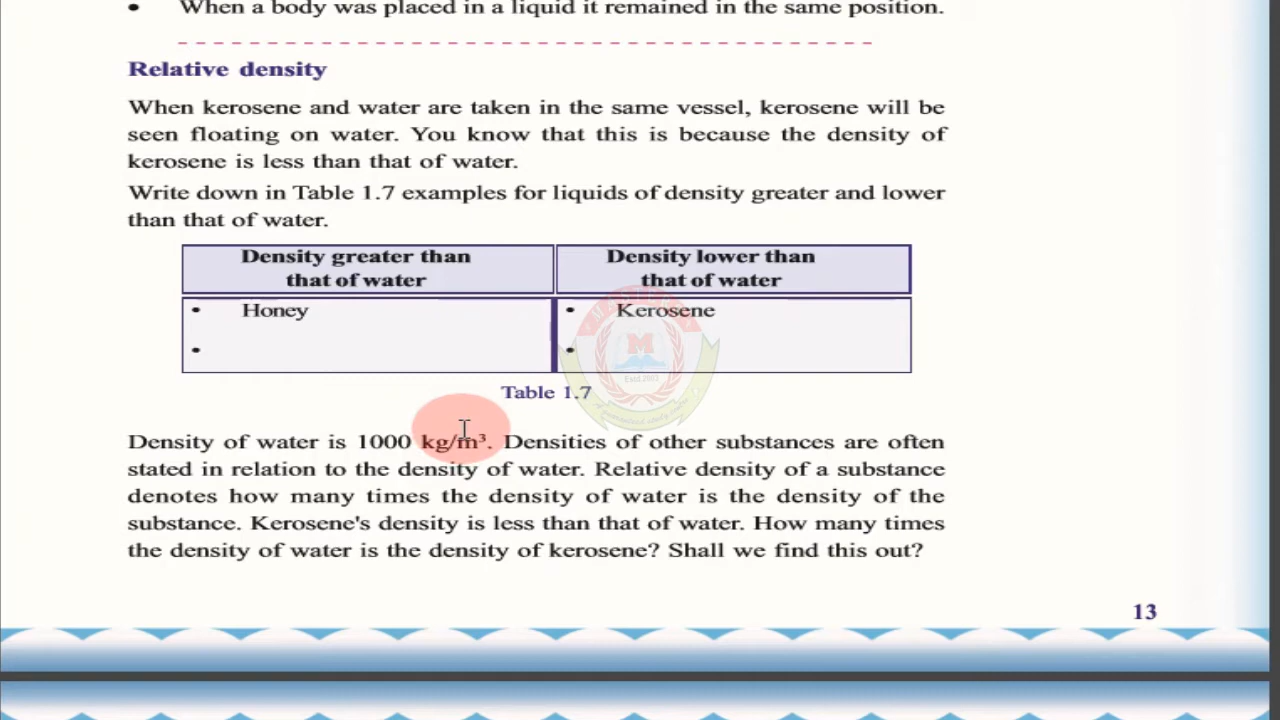 • When a body was placed in a liquid it remained in the same position.
Relative density
When kerosene and water are taken in the same vessel, kerosene will be
seen floating on water. You know that this is because the density of
kerosene is less than that of water.
Write down in Table 1.7 examples for liquids of density greater and lower
than that of water.
Density greater than
that of water
Density lower than
that of water
• Honey
• Kerosene
•
•
M
Estd.2007
Table 1.7
Density of water is 1000 kg/m³. Densities of other substances are often
stated in relation to the density of water. Relative density of a substance
denotes how many times the density of water is the density of the
substance. Kerosene's density is less than that of water. How many times
the density of water is the density of kerosene? Shall we find this out?
13